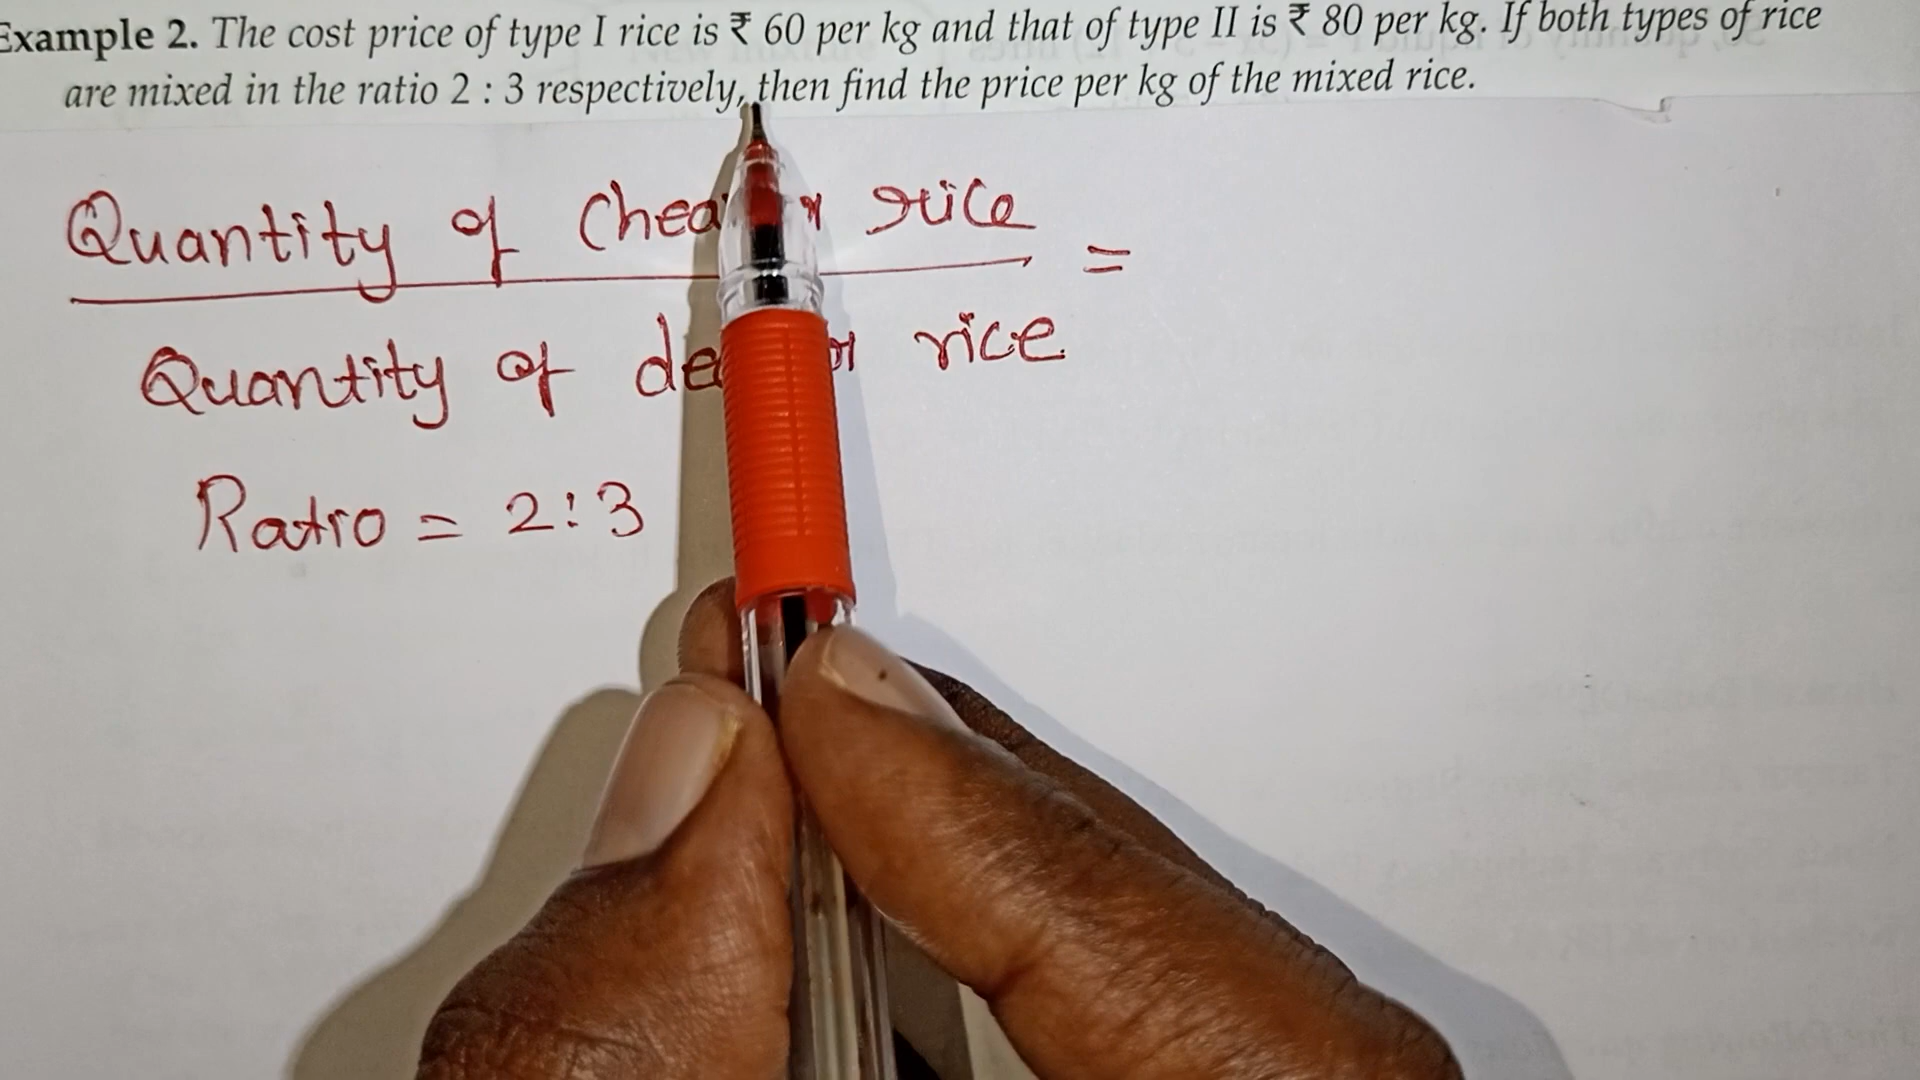 Example 2. The cost price of type I rice is ₹ 60 per kg and that of type II is ₹ 80 per kg. If both types of rice
are mixed in the ratio 2 : 3 respectively, then find the price per kg of the mixed rice.
Quantity of rice =
Quantity of rice
Ratio = 2:3